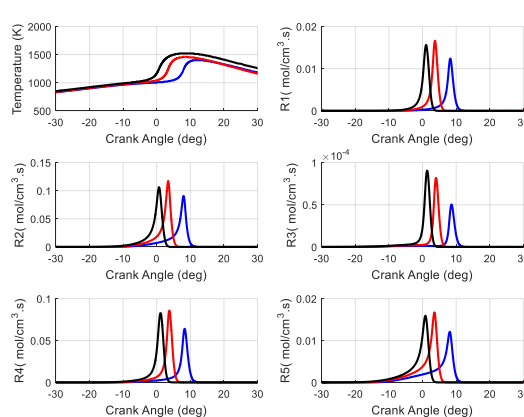 2000
1500
1000
500
Temperature (K)
-30 -20 -10 0 10 20 30
Crank Angle (deg)
0.02
0.01
0
R1( mol/cm³.s)
-30 -20 -10 0 10 20 30
Crank Angle (deg)
0.15
0.1
0.05
0
R2( mol/cm³.s)
-30 -20 -10 0 10 20 30
Crank Angle (deg)
× 10⁻⁴
1
0.5
0
R3( mol/cm³.s)
-30 -20 -10 0 10 20 30
Crank Angle (deg)
0.1
0.05
0
R4( mol/cm³.s)
-30 -20 -10 0 10 20 30
Crank Angle (deg)
0.02
0.01
0
R5( mol/cm³.s)
-30 -20 -10 0 10 20 30
Crank Angle (deg)